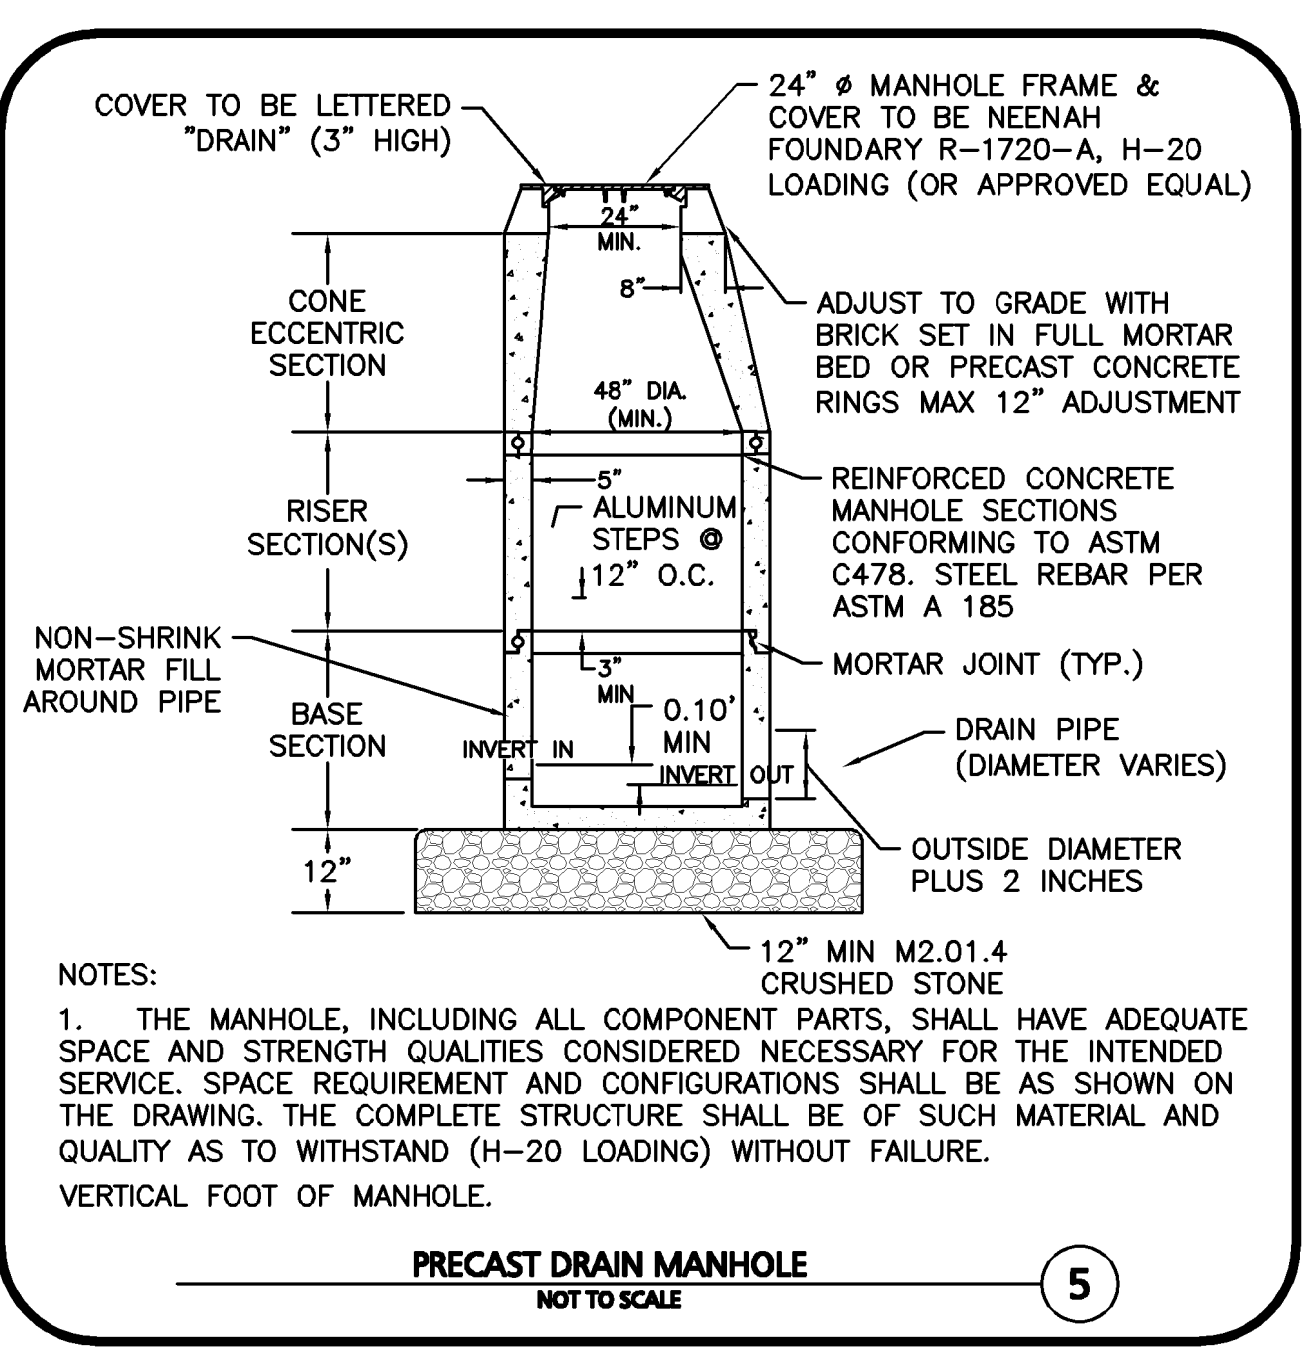 COVER TO BE LETTERED
"DRAIN" (3" HIGH)
24" ø MANHOLE FRAME &
COVER TO BE NEENAH
FOUNDARY R-1720-A, H-20
LOADING (OR APPROVED EQUAL)
24"
MIN.
8"
CONE
ECCENTRIC
SECTION
ADJUST TO GRADE WITH
BRICK SET IN FULL MORTAR
BED OR PRECAST CONCRETE
RINGS MAX 12" ADJUSTMENT
48" DIA.
(MIN.)
5"
RISER
SECTION(S)
ALUMINUM
STEPS @
12" O.C.
REINFORCED CONCRETE
MANHOLE SECTIONS
CONFORMING TO ASTM
C478. STEEL REBAR PER
ASTM A 185
NON-SHRINK
MORTAR FILL
AROUND PIPE
3"
MIN
MORTAR JOINT (TYP.)
BASE
SECTION
0.10'
MIN
INVERT IN
INVERT OUT
DRAIN PIPE
(DIAMETER VARIES)
OUTSIDE DIAMETER
PLUS 2 INCHES
12"
12" MIN M2.01.4
CRUSHED STONE
NOTES:
1. THE MANHOLE, INCLUDING ALL COMPONENT PARTS, SHALL HAVE ADEQUATE
SPACE AND STRENGTH QUALITIES CONSIDERED NECESSARY FOR THE INTENDED
SERVICE. SPACE REQUIREMENT AND CONFIGURATIONS SHALL BE AS SHOWN ON
THE DRAWING. THE COMPLETE STRUCTURE SHALL BE OF SUCH MATERIAL AND
QUALITY AS TO WITHSTAND (H-20 LOADING) WITHOUT FAILURE.
VERTICAL FOOT OF MANHOLE.
PRECAST DRAIN MANHOLE
NOT TO SCALE
5